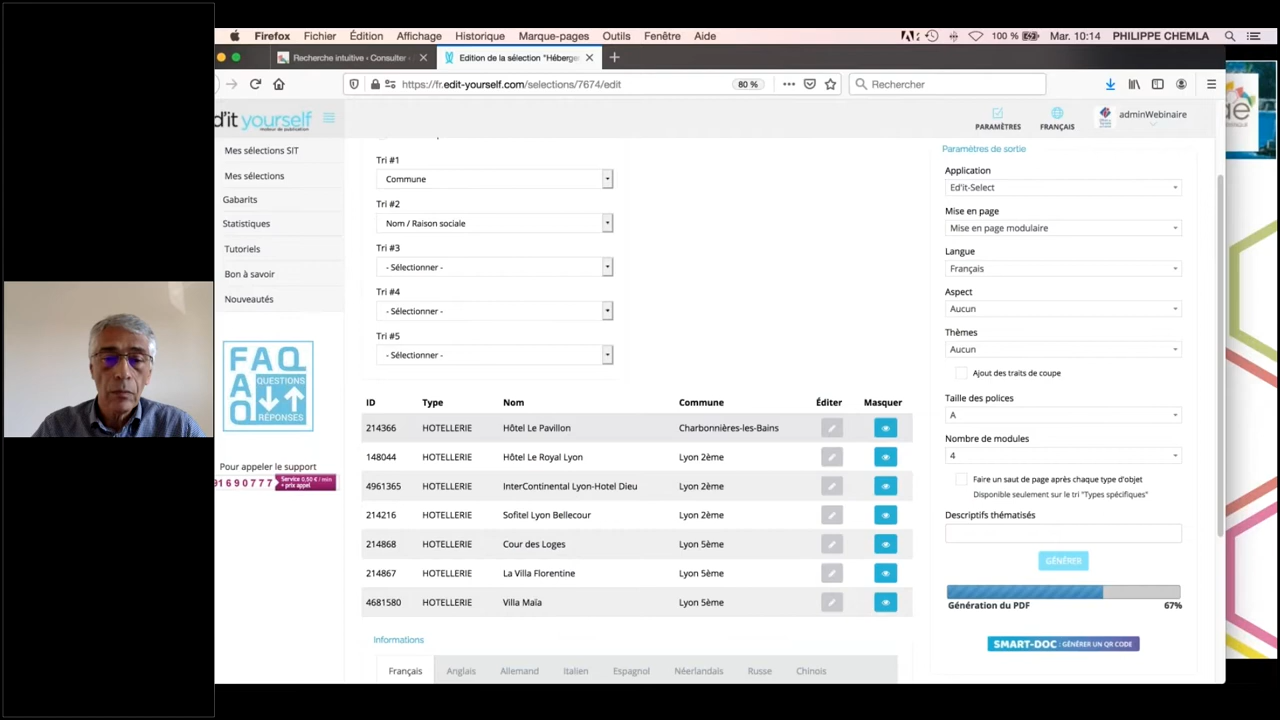 Firefox Fichier Édition Affichage Historique Marque-pages Outils Fenêtre Aide
100 % Mar. 10:14 PHILIPPE CHEMLA
Recherche intuitive - Consulter
Edition de la sélection "Héberge
https://fr.edit-yourself.com/selections/7674/edit
80 %
Rechercher
d'it yourself
moteur de publication
PARAMÈTRES
FRANÇAIS
adminWebinaire
Mes sélections SIT
Mes sélections
Gabarits
Statistiques
Tutoriels
Bon à savoir
Nouveautés
FAQ
QUESTIONS
RÉPONSES
Pour appeler le support
91690777
Service 0,50 € / min
+ prix appel
Tri #1
Commune
Tri #2
Nom / Raison sociale
Tri #3
- Sélectionner -
Tri #4
- Sélectionner -
Tri #5
- Sélectionner -
ID Type Nom Commune Éditer Masquer
214366 HOTELLERIE Hôtel Le Pavillon Charbonnières-les-Bains
148044 HOTELLERIE Hôtel Le Royal Lyon Lyon 2ème
4961365 HOTELLERIE InterContinental Lyon-Hotel Dieu Lyon 2ème
214216 HOTELLERIE Sofitel Lyon Bellecour Lyon 2ème
214868 HOTELLERIE Cour des Loges Lyon 5ème
214867 HOTELLERIE La Villa Florentine Lyon 5ème
4681580 HOTELLERIE Villa Maïa Lyon 5ème
Informations
Français Anglais Allemand Italien Espagnol Néerlandais Russe Chinois
Paramètres de sortie
Application
Ed'it-Select
Mise en page
Mise en page modulaire
Langue
Français
Aspect
Aucun
Thèmes
Aucun
Ajout des traits de coupe
Taille des polices
A
Nombre de modules
4
Faire un saut de page après chaque type d'objet
Disponible seulement sur le tri "Types spécifiques"
Descriptifs thématisés
GÉNÉRER
Génération du PDF 67%
SMART-DOC GÉNÉRER UN QR CODE